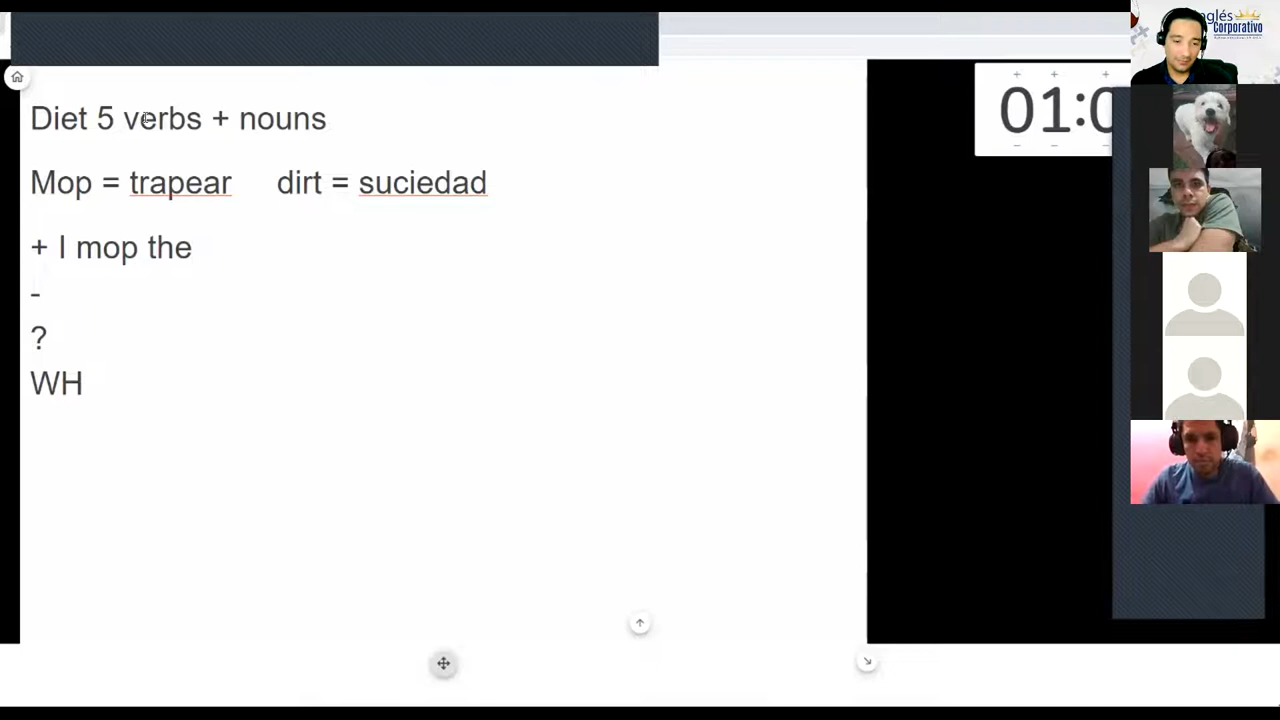 Diet 5 verbs + nouns
Mop = trapear dirt = suciedad
+ I mop the
-
?
WH
01:0
Inglés
Corporativo